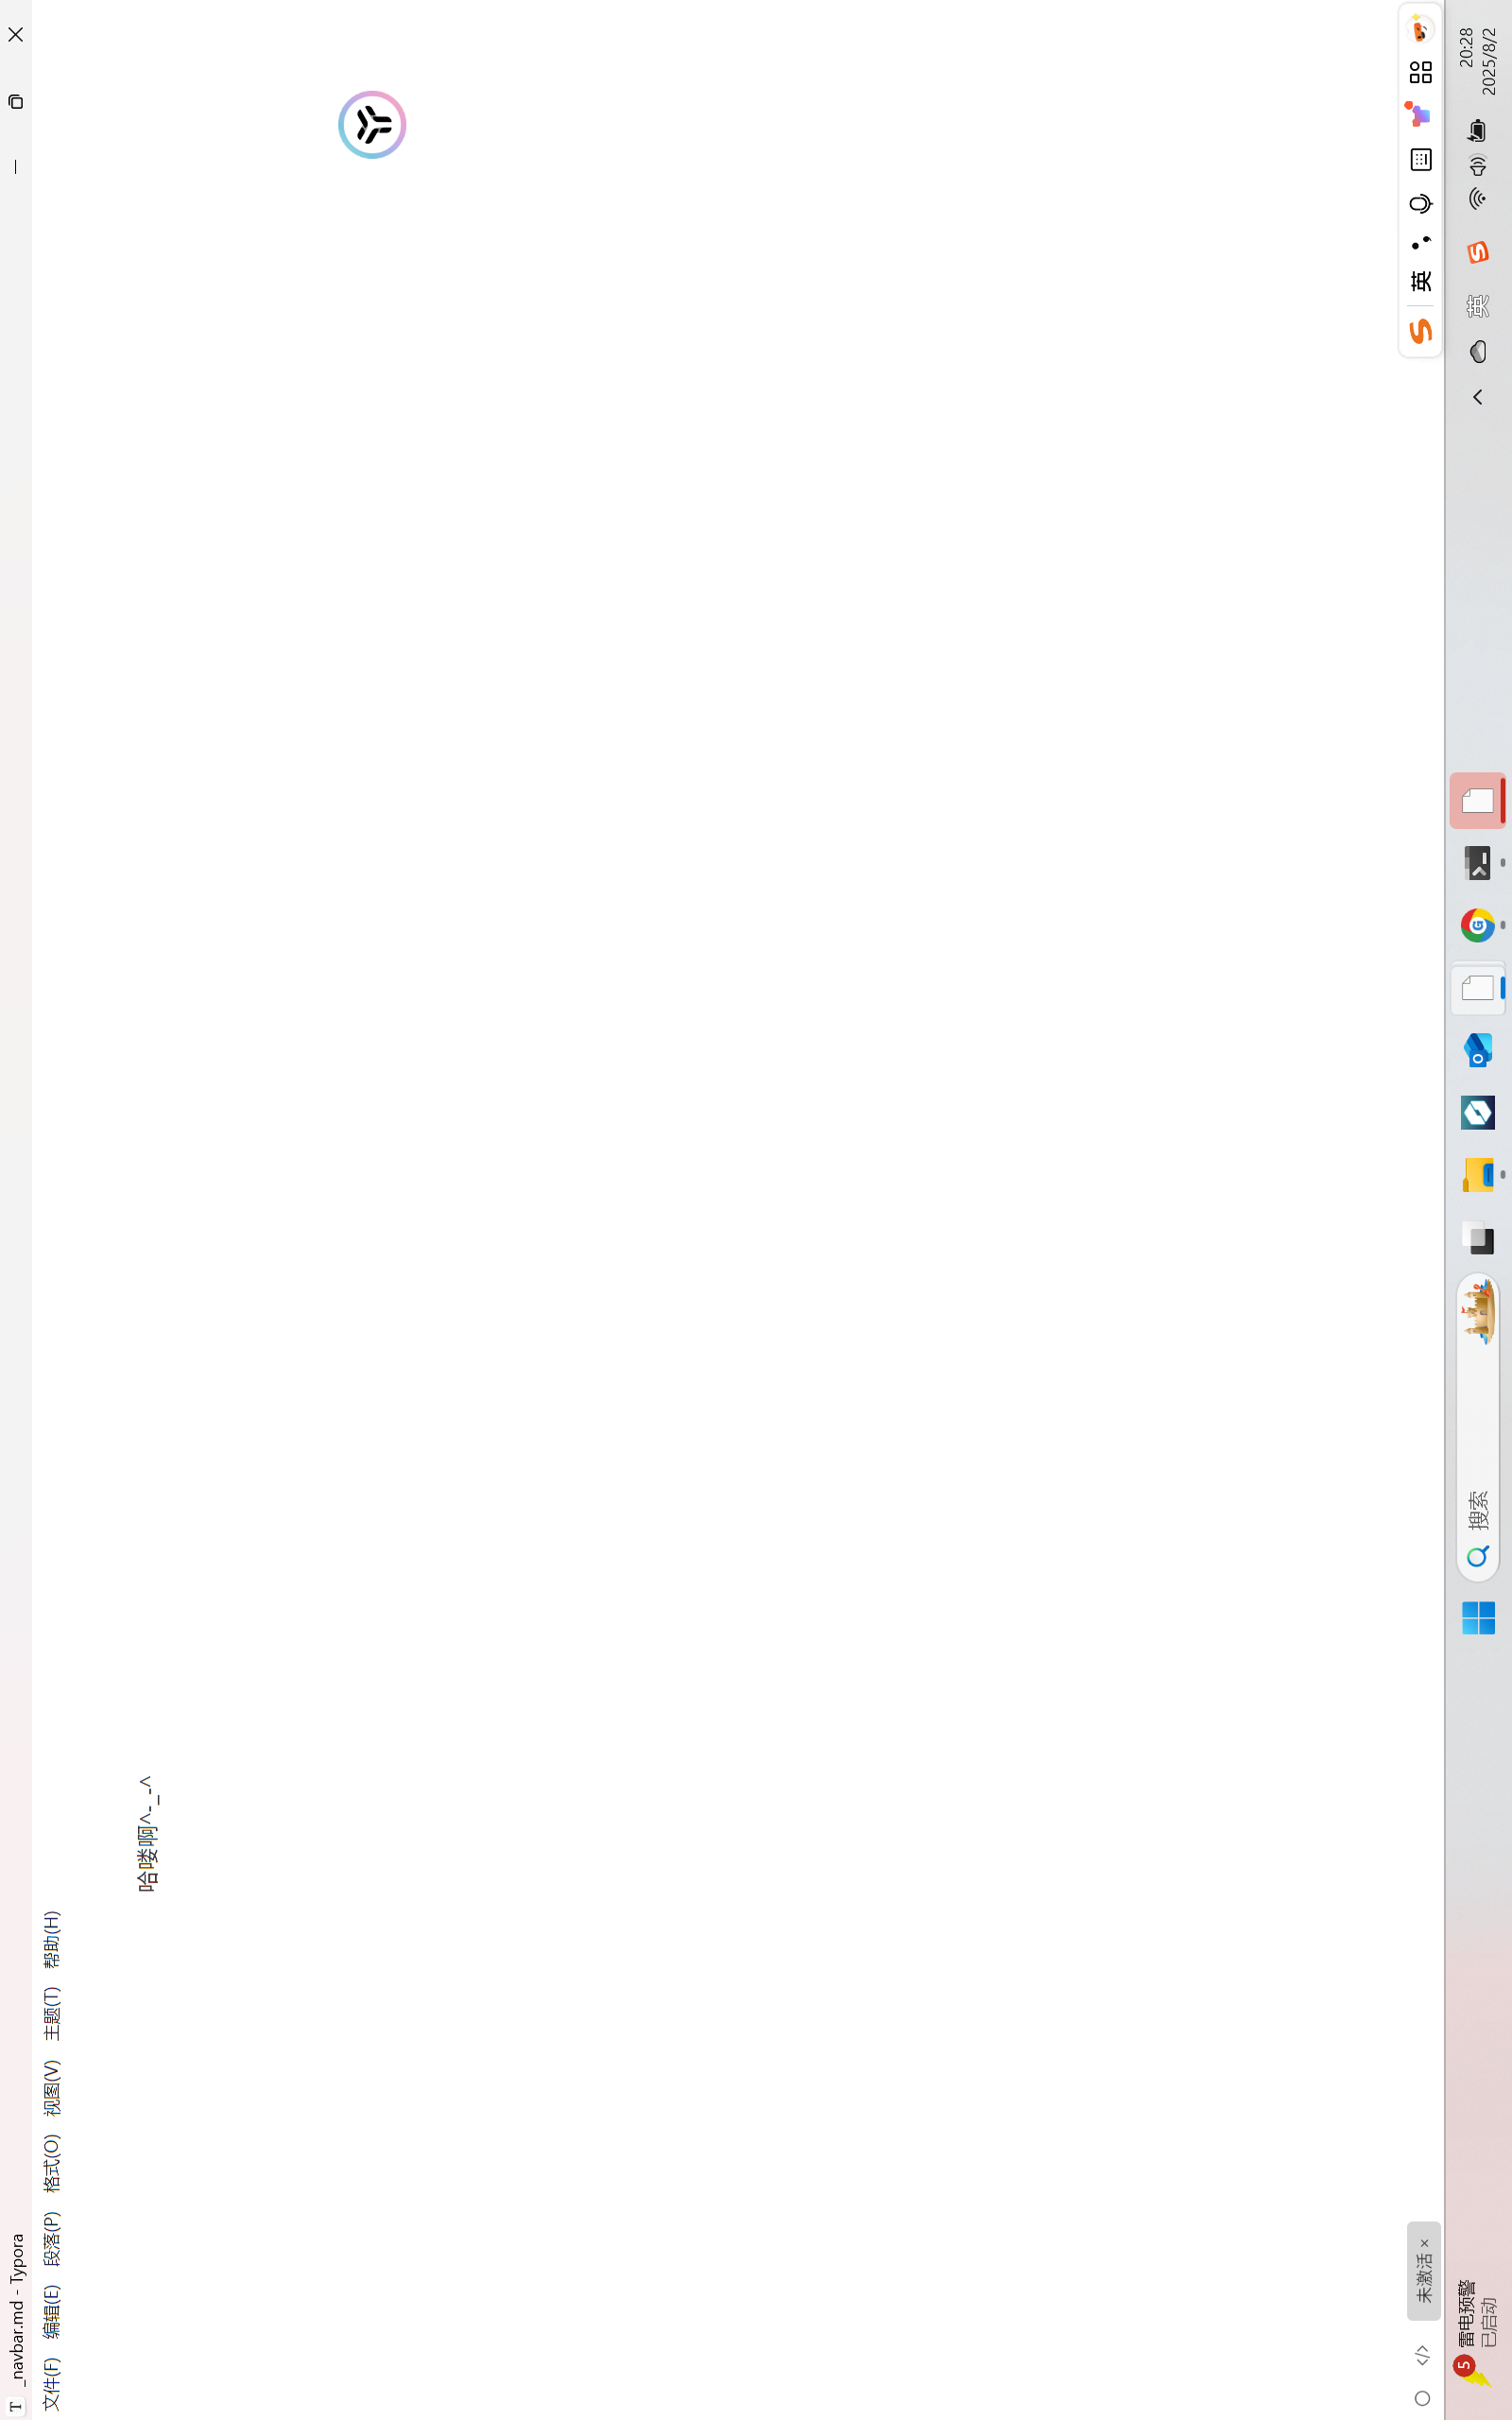 _navbar.md - Typora
文件(F) 编辑(E) 段落(P) 格式(O) 视图(V) 主题(T) 帮助(H)
哈喽啊^-_-^
英
未激活 ×
5
雷电预警
已启动
搜索
英
20:28
2025/8/2